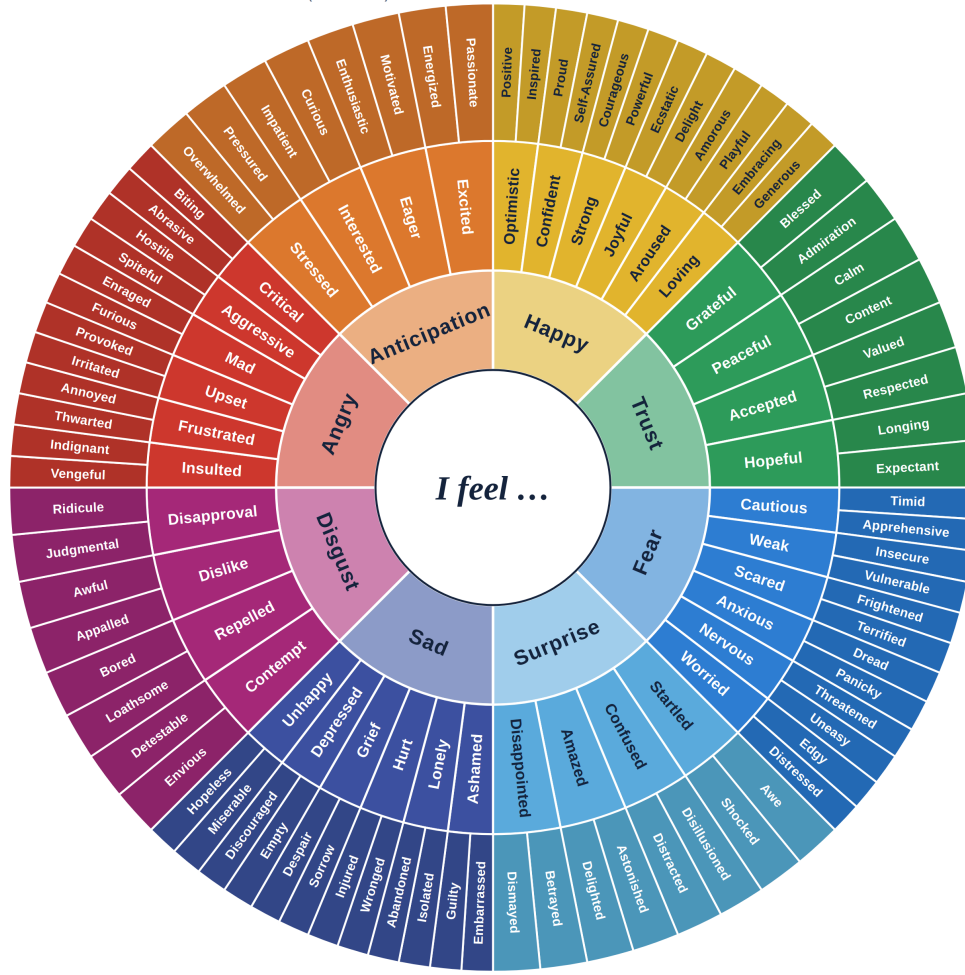 I feel …
Happy
Optimistic
Positive
Inspired
Confident
Proud
Self-Assured
Strong
Courageous
Powerful
Joyful
Ecstatic
Delight
Aroused
Amorous
Playful
Loving
Embracing
Generous
Trust
Grateful
Blessed
Admiration
Peaceful
Calm
Content
Accepted
Valued
Respected
Hopeful
Longing
Expectant
Fear
Cautious
Timid
Apprehensive
Weak
Insecure
Vulnerable
Scared
Frightened
Terrified
Anxious
Dread
Panicky
Nervous
Threatened
Uneasy
Worried
Edgy
Distressed
Surprise
Startled
Awe
Shocked
Confused
Disillusioned
Distracted
Amazed
Astonished
Delighted
Disappointed
Betrayed
Dismayed
Sad
Ashamed
Embarrassed
Guilty
Lonely
Isolated
Abandoned
Hurt
Wronged
Injured
Grief
Sorrow
Despair
Depressed
Empty
Discouraged
Unhappy
Miserable
Hopeless
Disgust
Contempt
Envious
Detestable
Repelled
Loathsome
Bored
Dislike
Appalled
Awful
Disapproval
Judgmental
Ridicule
Angry
Insulted
Vengeful
Indignant
Frustrated
Thwarted
Annoyed
Upset
Irritated
Provoked
Mad
Furious
Enraged
Aggressive
Spiteful
Hostile
Critical
Abrasive
Biting
Anticipation
Stressed
Overwhelmed
Pressured
Interested
Impatient
Curious
Eager
Enthusiastic
Motivated
Excited
Energized
Passionate